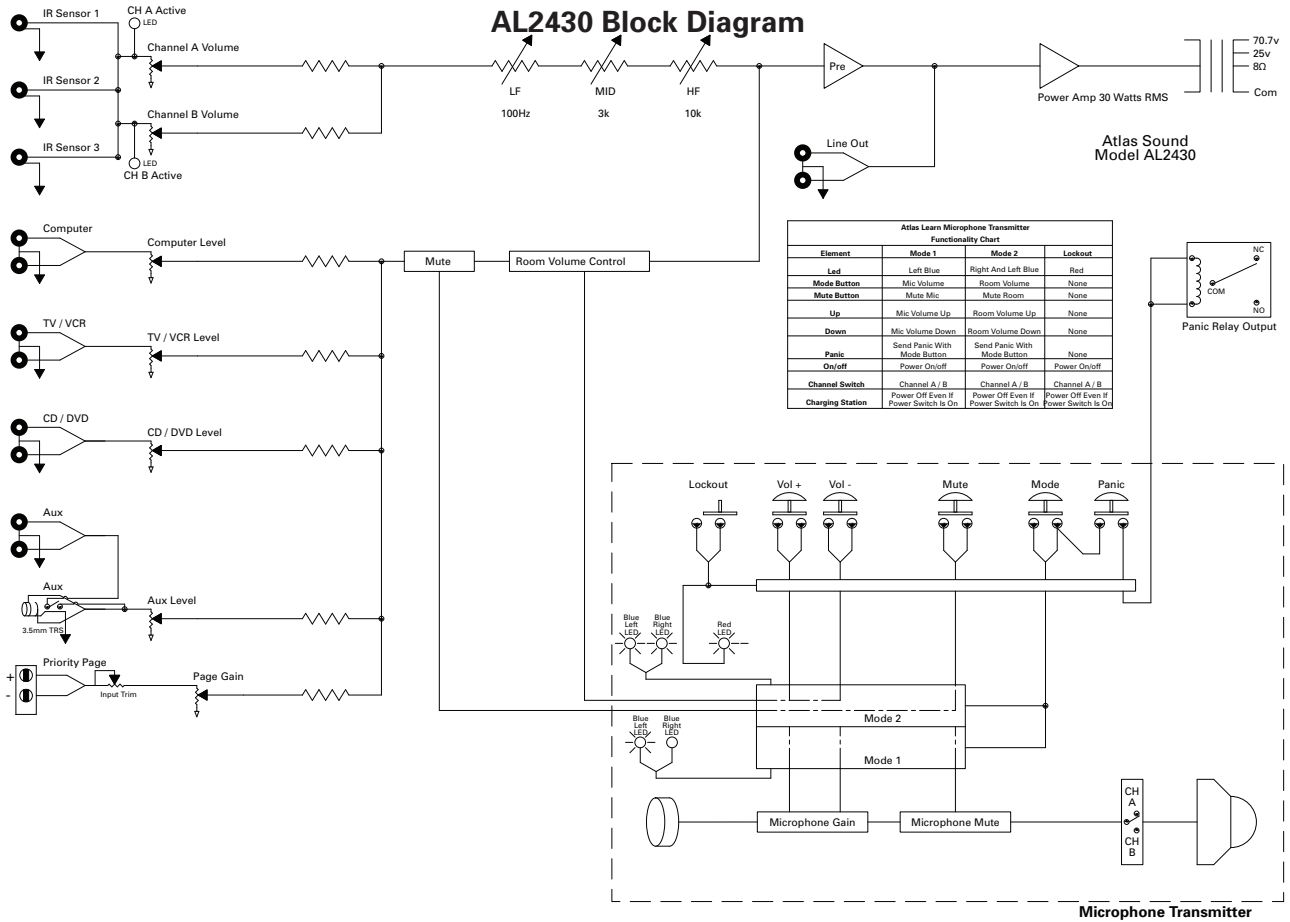 AL2430 Block Diagram
IR Sensor 1
CH A Active
LED
Channel A Volume
IR Sensor 2
Channel B Volume
IR Sensor 3
LED
CH B Active
LF
100Hz
MID
3k
HF
10k
Pre
Power Amp 30 Watts RMS
70.7v
25v
8Ω
Com
Line Out
Atlas Sound
Model AL2430
Computer
Computer Level
Mute
Room Volume Control
TV / VCR
TV / VCR Level
CD / DVD
CD / DVD Level
Aux
Aux
3.5mm TRS
Aux Level
Priority Page
+
-
Input Trim
Page Gain
Atlas Learn Microphone Transmitter
Functionality Chart
Element Mode 1 Mode 2 Lockout
Led Left Blue Right And Left Blue Red
Mode Button Mic Volume Room Volume None
Mute Button Mute Mic Mute Room None
Up Mic Volume Up Room Volume Up None
Down Mic Volume Down Room Volume Down None
Panic Send Panic With Mode Button Send Panic With Mode Button None
On/off Power On/off Power On/off Power On/off
Channel Switch Channel A / B Channel A / B Channel A / B
Charging Station Power Off Even If Power Switch Is On Power Off Even If Power Switch Is On Power Off Even If Power Switch Is On
NC
COM
NO
Panic Relay Output
Lockout
Vol +
Vol -
Mute
Mode
Panic
Blue Left LED
Blue Right LED
Red LED
Mode 2
Blue Left LED
Blue Right LED
Mode 1
Microphone Gain
Microphone Mute
CH A
CH B
Microphone Transmitter